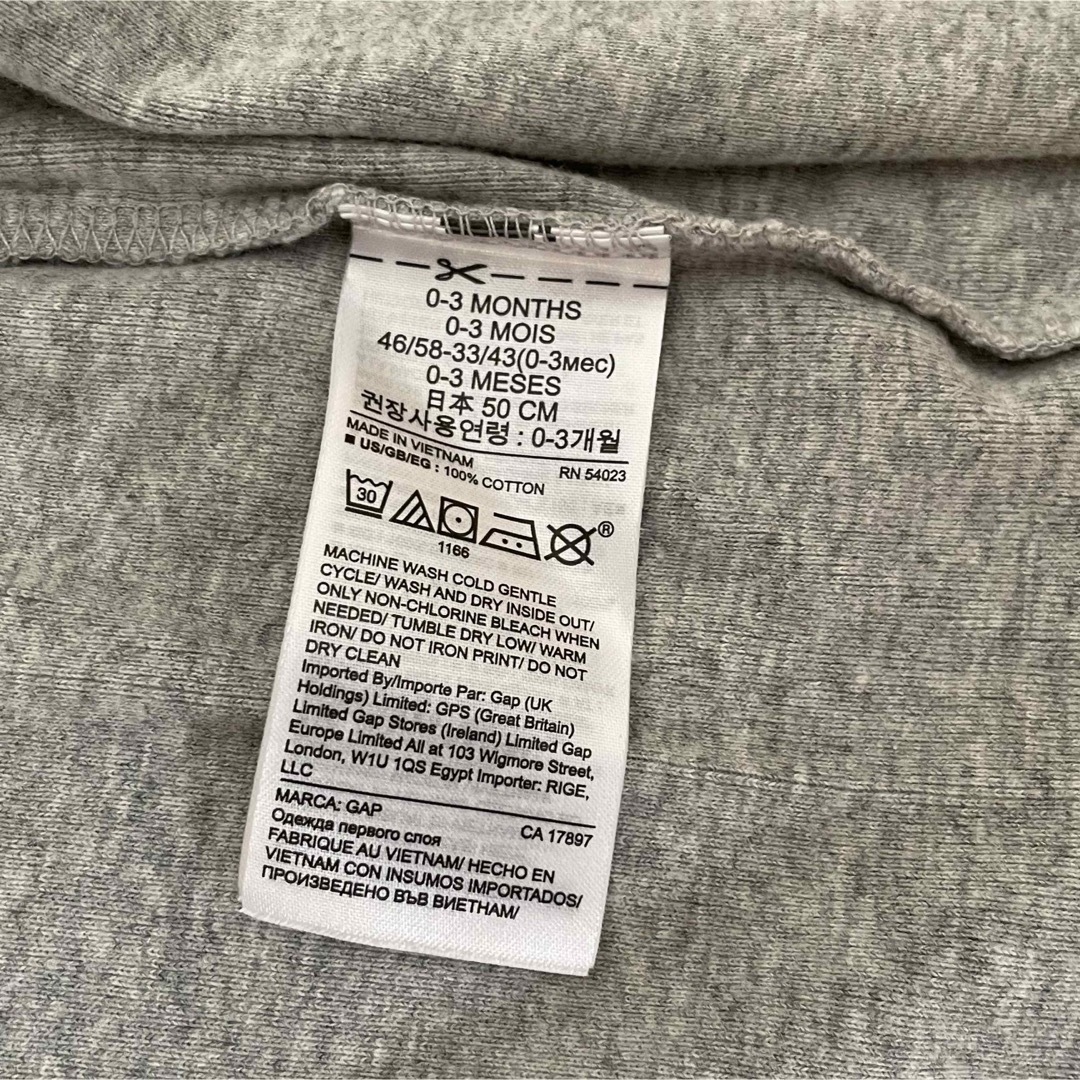 0-3 MONTHS
0-3 MOIS
46/58-33/43(0-3мес)
0-3 MESES
日本 50 CM
권장사용연령 : 0-3개월
MADE IN VIETNAM
RN 54023
■ US/GB/EG : 100% COTTON
30
®
1166
MACHINE WASH COLD GENTLE
CYCLE/ WASH AND DRY INSIDE OUT/
ONLY NON-CHLORINE BLEACH WHEN
NEEDED/ TUMBLE DRY LOW/ WARM
IRON/ DO NOT IRON PRINT/ DO NOT
DRY CLEAN
Imported By/Importe Par: Gap (UK
Holdings) Limited: GPS (Great Britain)
Limited Gap Stores (Ireland) Limited Gap
Europe Limited All at 103 Wigmore Street,
London, W1U 1QS Egypt Importer: RIGE,
LLC
MARCA: GAP
CA 17897
Одежда первого слоя
FABRIQUE AU VIETNAM/ HECHO EN
VIETNAM CON INSUMOS IMPORTADOS/
ПРОИЗВЕДЕНО ВЪВ ВИЕТНАМ/